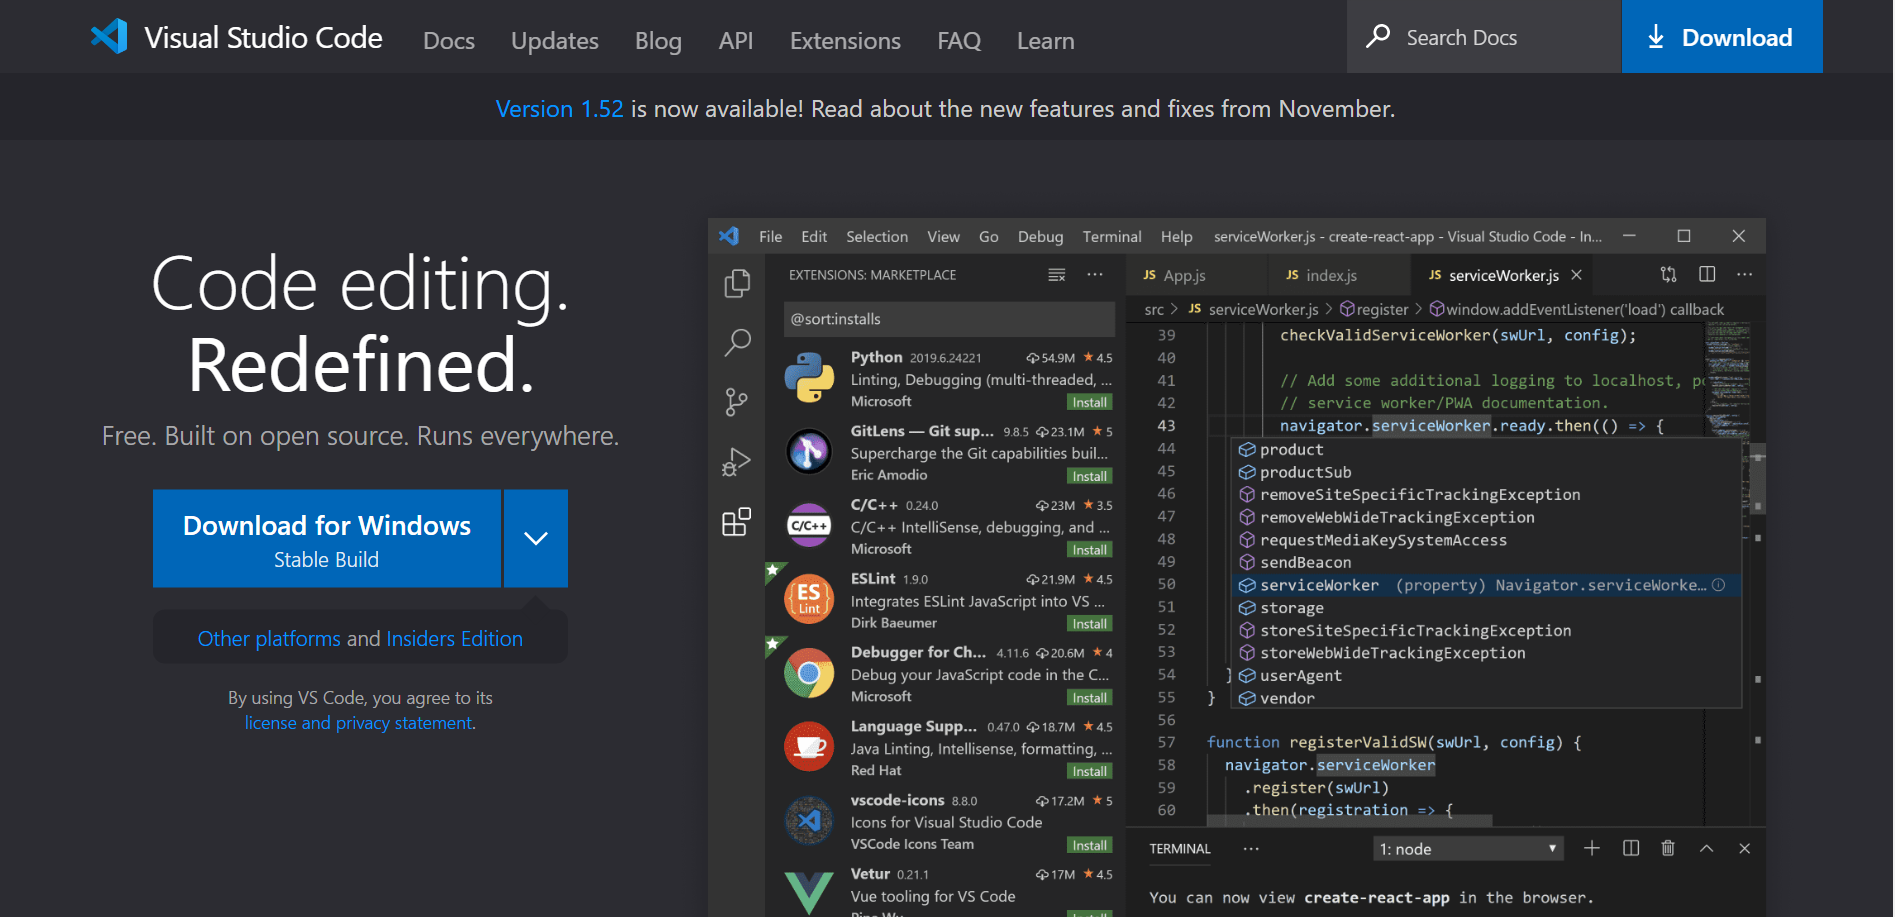 Visual Studio Code Docs Updates Blog API Extensions FAQ Learn Search Docs Download
Version 1.52 is now available! Read about the new features and fixes from November.
Code editing.
Redefined.
Free. Built on open source. Runs everywhere.
Download for Windows
Stable Build
Other platforms and Insiders Edition
By using VS Code, you agree to its
license and privacy statement.
File Edit Selection View Go Debug Terminal Help serviceWorker.js - create-react-app - Visual Studio Code - In...
EXTENSIONS: MARKETPLACE
@sort:installs
Python 2019.6.24221 54.9M 4.5
Linting, Debugging (multi-threaded, ...
Microsoft Install
GitLens — Git sup... 9.8.5 23.1M 5
Supercharge the Git capabilities buil...
Eric Amodio Install
C/C++
C/C++ 0.24.0 23M 3.5
C/C++ IntelliSense, debugging, and ...
Microsoft Install
ES
Lint
ESLint 1.9.0 21.9M 4.5
Integrates ESLint JavaScript into VS ...
Dirk Baeumer Install
Debugger for Ch... 4.11.6 20.6M 4
Debug your JavaScript code in the C...
Microsoft Install
Language Supp... 0.47.0 18.7M 4.5
Java Linting, Intellisense, formatting, ...
Red Hat Install
vscode-icons 8.8.0 17.2M 5
Icons for Visual Studio Code
VSCode Icons Team Install
Vetur 0.21.1 17M 4.5
Vue tooling for VS Code
JS App.js JS index.js JS serviceWorker.js
src > JS serviceWorker.js > register > window.addEventListener('load') callback
39 checkValidServiceWorker(swUrl, config);
40
41 // Add some additional logging to localhost, po
42 // service worker/PWA documentation.
43 navigator.serviceWorker.ready.then(() => {
44 product
45 productSub
46 removeSiteSpecificTrackingException
47 removeWebWideTrackingException
48 requestMediaKeySystemAccess
49 sendBeacon
50 serviceWorker (property) Navigator.serviceWorke...
51 storage
52 storeSiteSpecificTrackingException
53 storeWebWideTrackingException
54 } userAgent
55 } vendor
56
57 function registerValidSW(swUrl, config) {
58 navigator.serviceWorker
59 .register(swUrl)
60 .then(registration => {
TERMINAL ... 1: node
You can now view create-react-app in the browser.